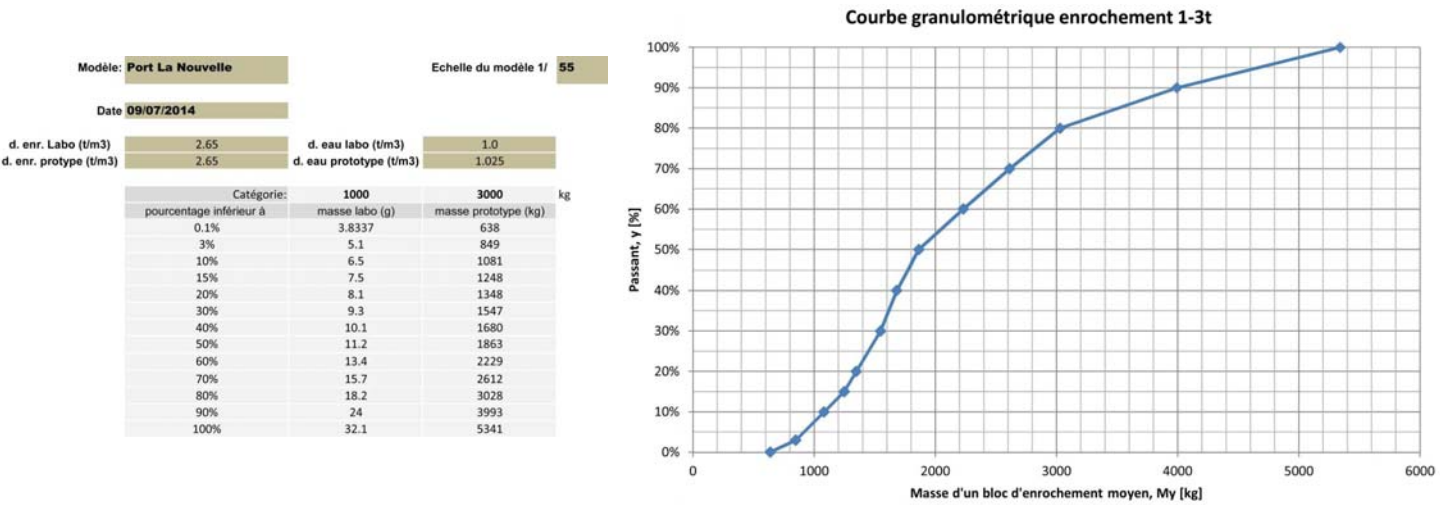 Modèle: Port La Nouvelle Echelle du modèle 1/ 55
Date 09/07/2014
d. enr. Labo (t/m3) 2.65 d. eau labo (t/m3) 1.0
d. enr. protype (t/m3) 2.65 d. eau prototype (t/m3) 1.025
Catégorie: 1000 3000 kg
pourcentage inférieur à masse labo (g) masse prototype (kg)
0.1% 3.8337 638
3% 5.1 849
10% 6.5 1081
15% 7.5 1248
20% 8.1 1348
30% 9.3 1547
40% 10.1 1680
50% 11.2 1863
60% 13.4 2229
70% 15.7 2612
80% 18.2 3028
90% 24 3993
100% 32.1 5341
Courbe granulométrique enrochement 1-3t
Passant, y [%]
100%
90%
80%
70%
60%
50%
40%
30%
20%
10%
0%
0 1000 2000 3000 4000 5000 6000
Masse d'un bloc d'enrochement moyen, My [kg]